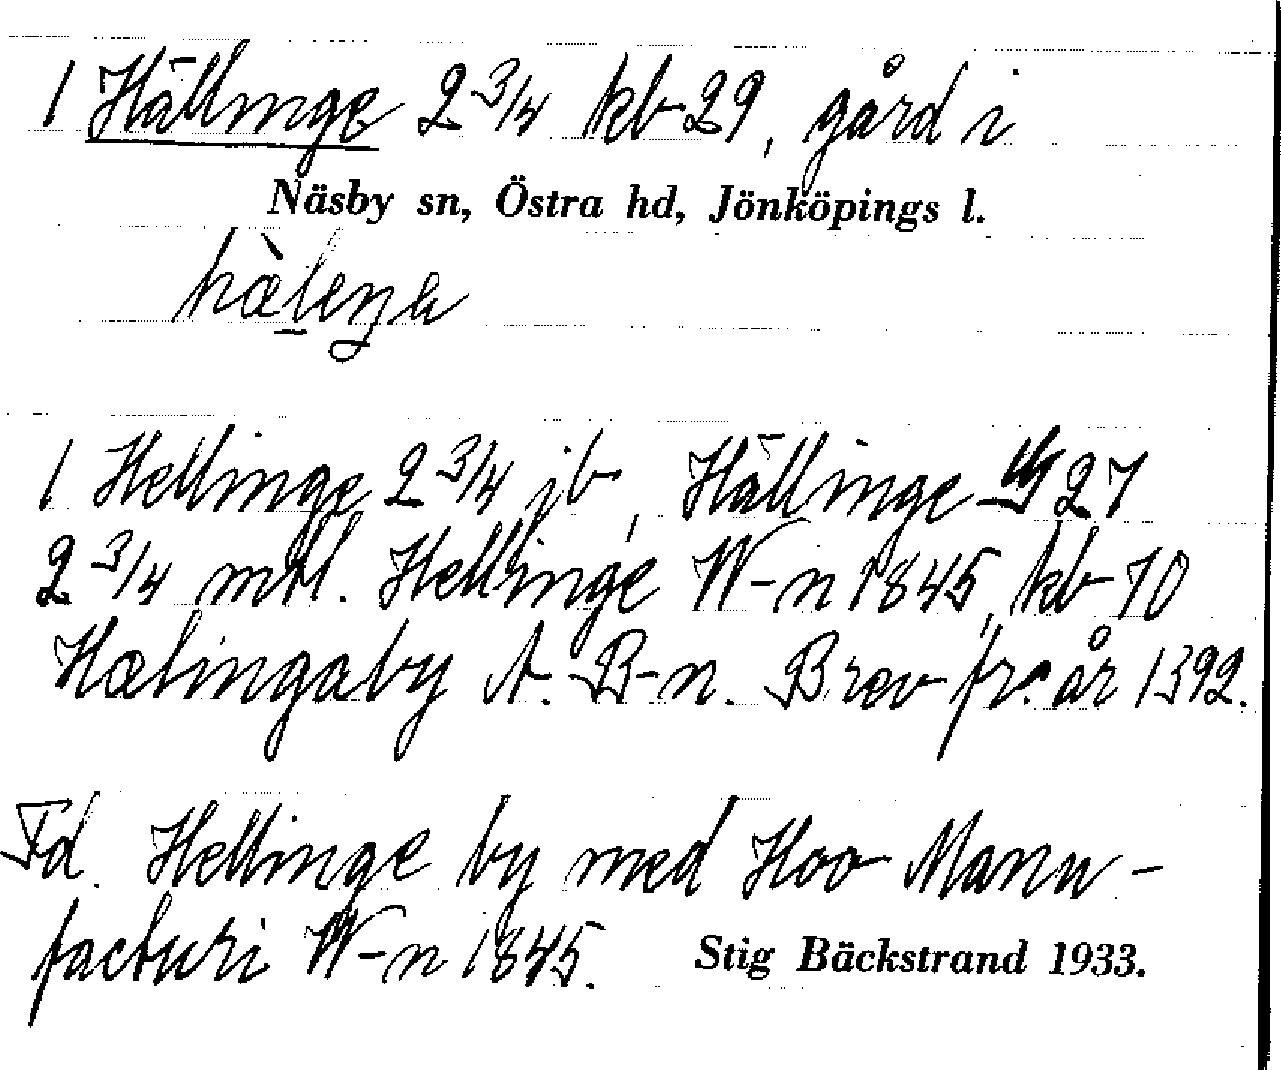 1 Hällinge 2 3/4 kb 29, gård i
Näsby sn, Östra hd, Jönköpings l.
1 Hellinge 2 3/4 jb, Hällinge 27
2 3/4 mtl. Hellinge W-n 1845, kb 10
Hælingaby A. B-n. Brev fr. år 1392.
Fd. Hellinge by med Hoo Manu-
facturi W-n 1845. Stig Bäckstrand 1933.